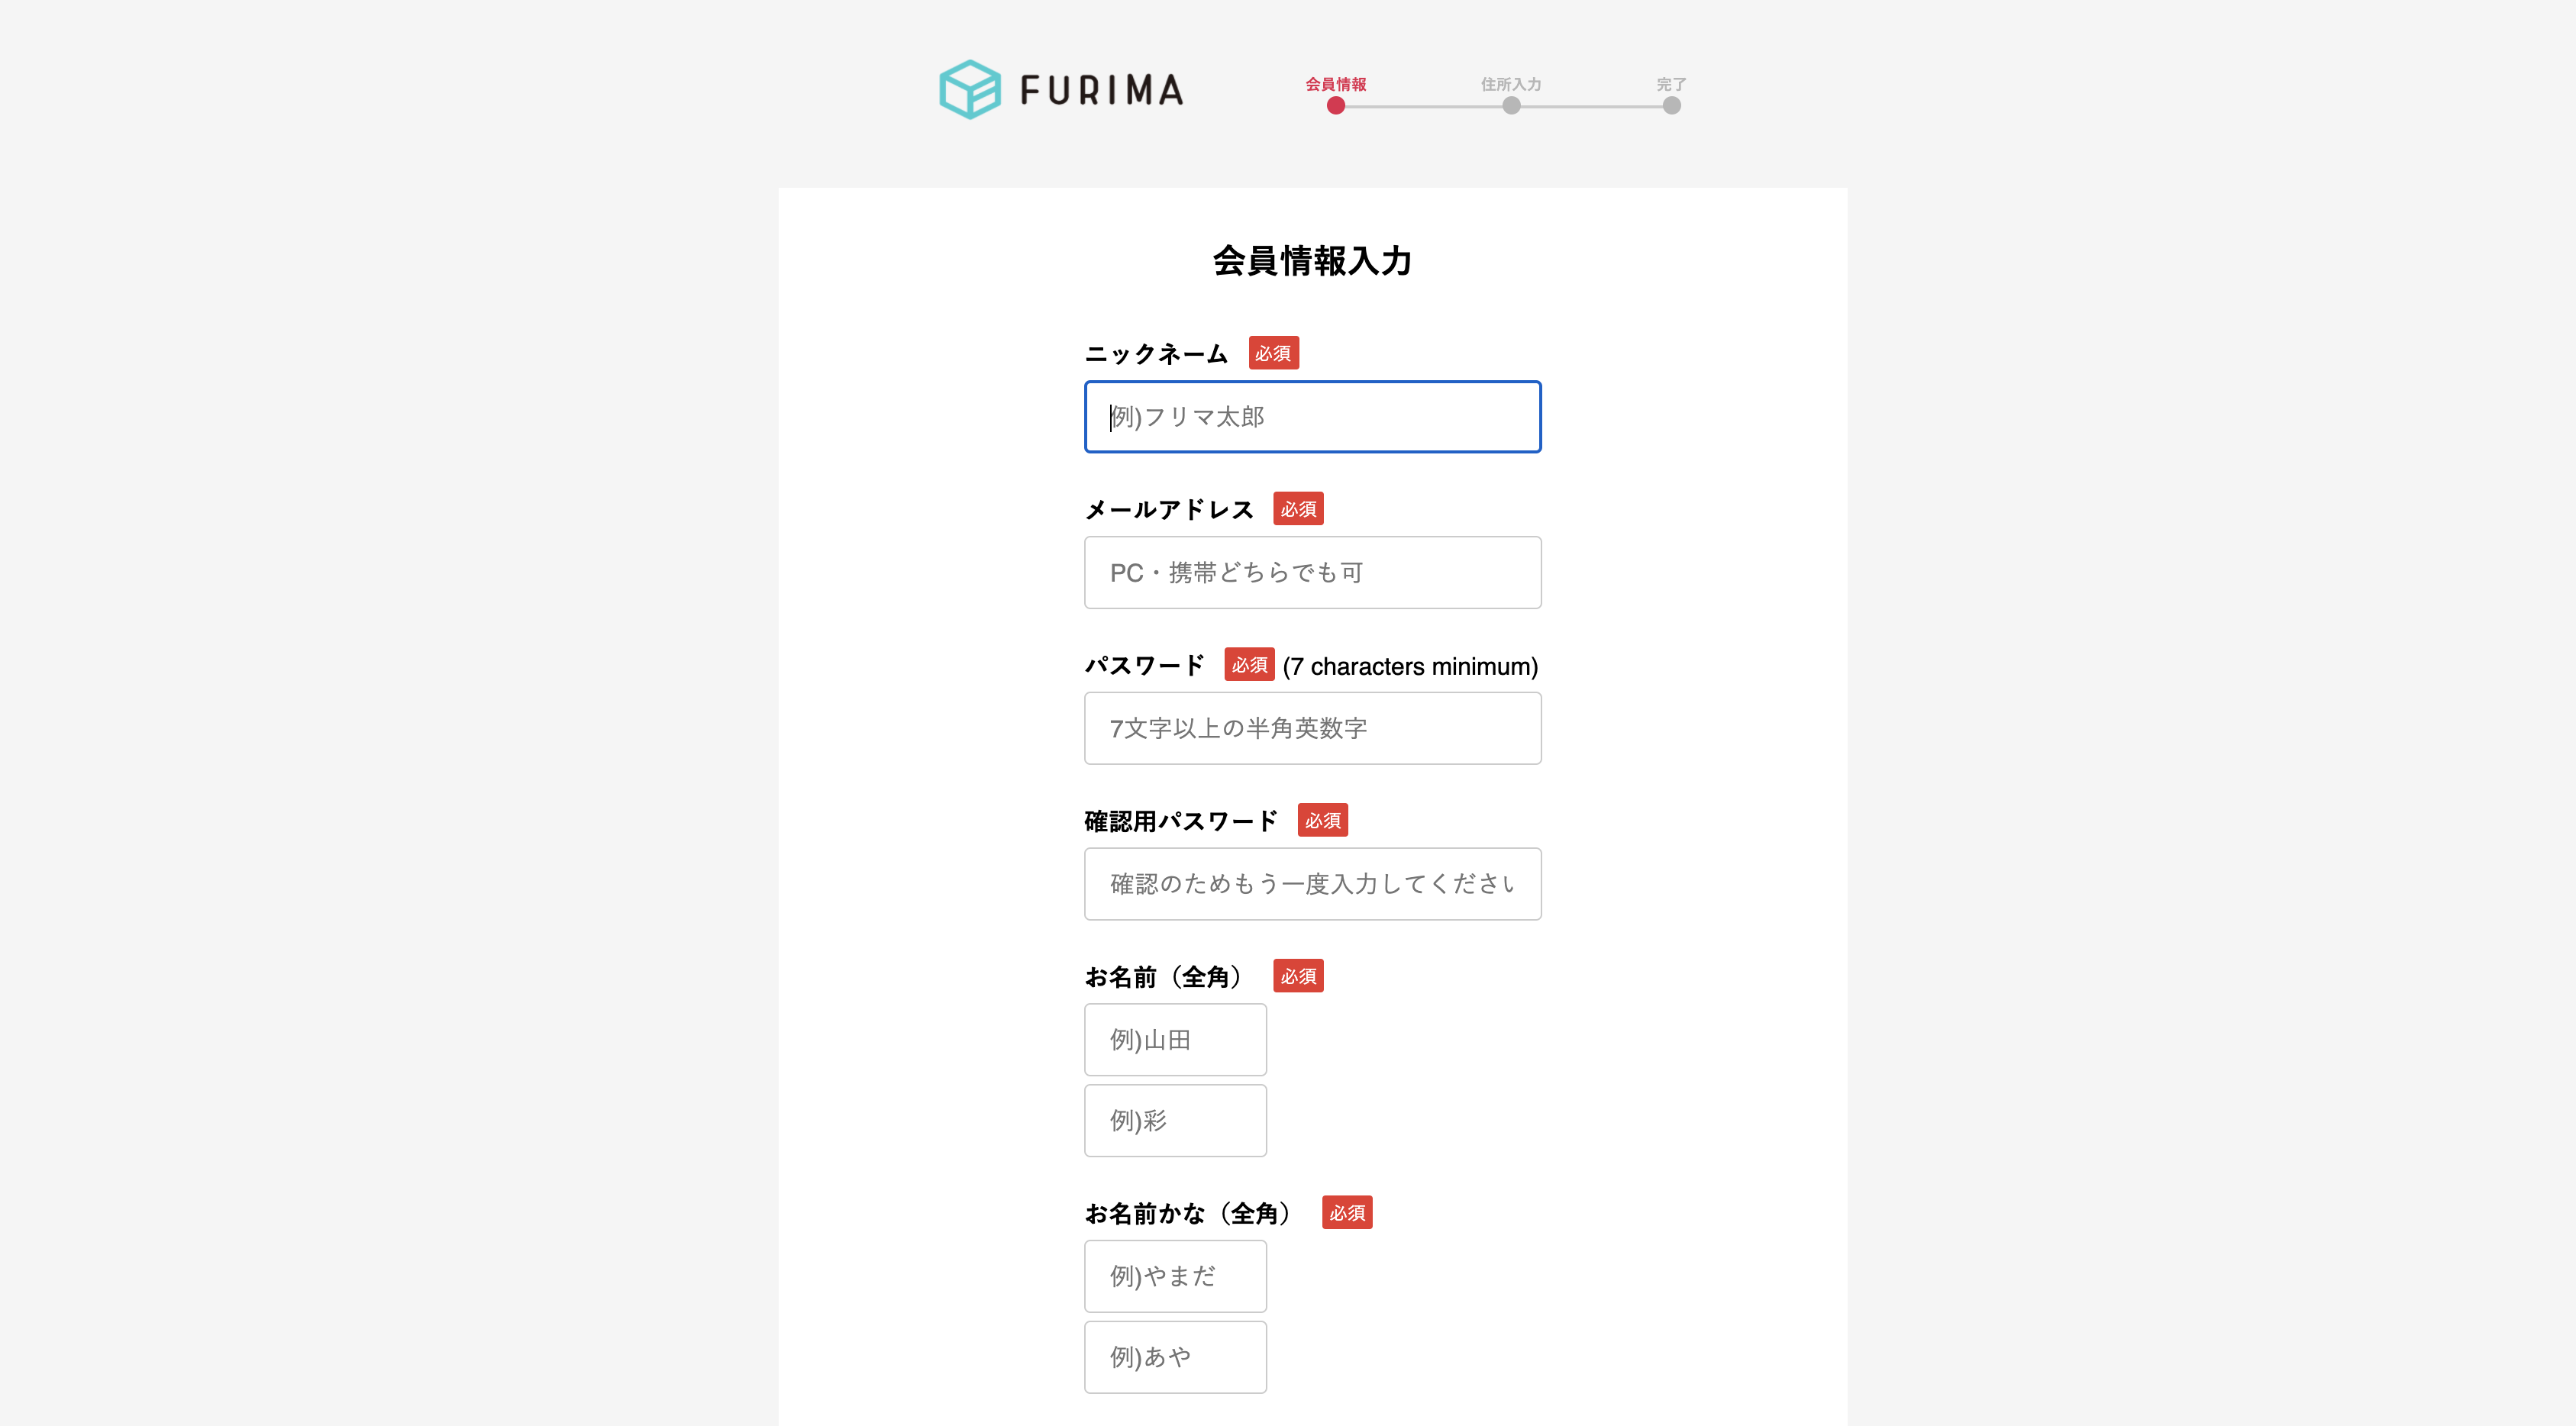 FURIMA
会員情報 住所入力 完了
会員情報入力
ニックネーム 必須
例)フリマ太郎
メールアドレス 必須
PC・携帯どちらでも可
パスワード 必須 (7 characters minimum)
7文字以上の半角英数字
確認用パスワード 必須
確認のためもう一度入力してください
お名前（全角） 必須
例)山田
例)彩
お名前かな（全角） 必須
例)やまだ
例)あや